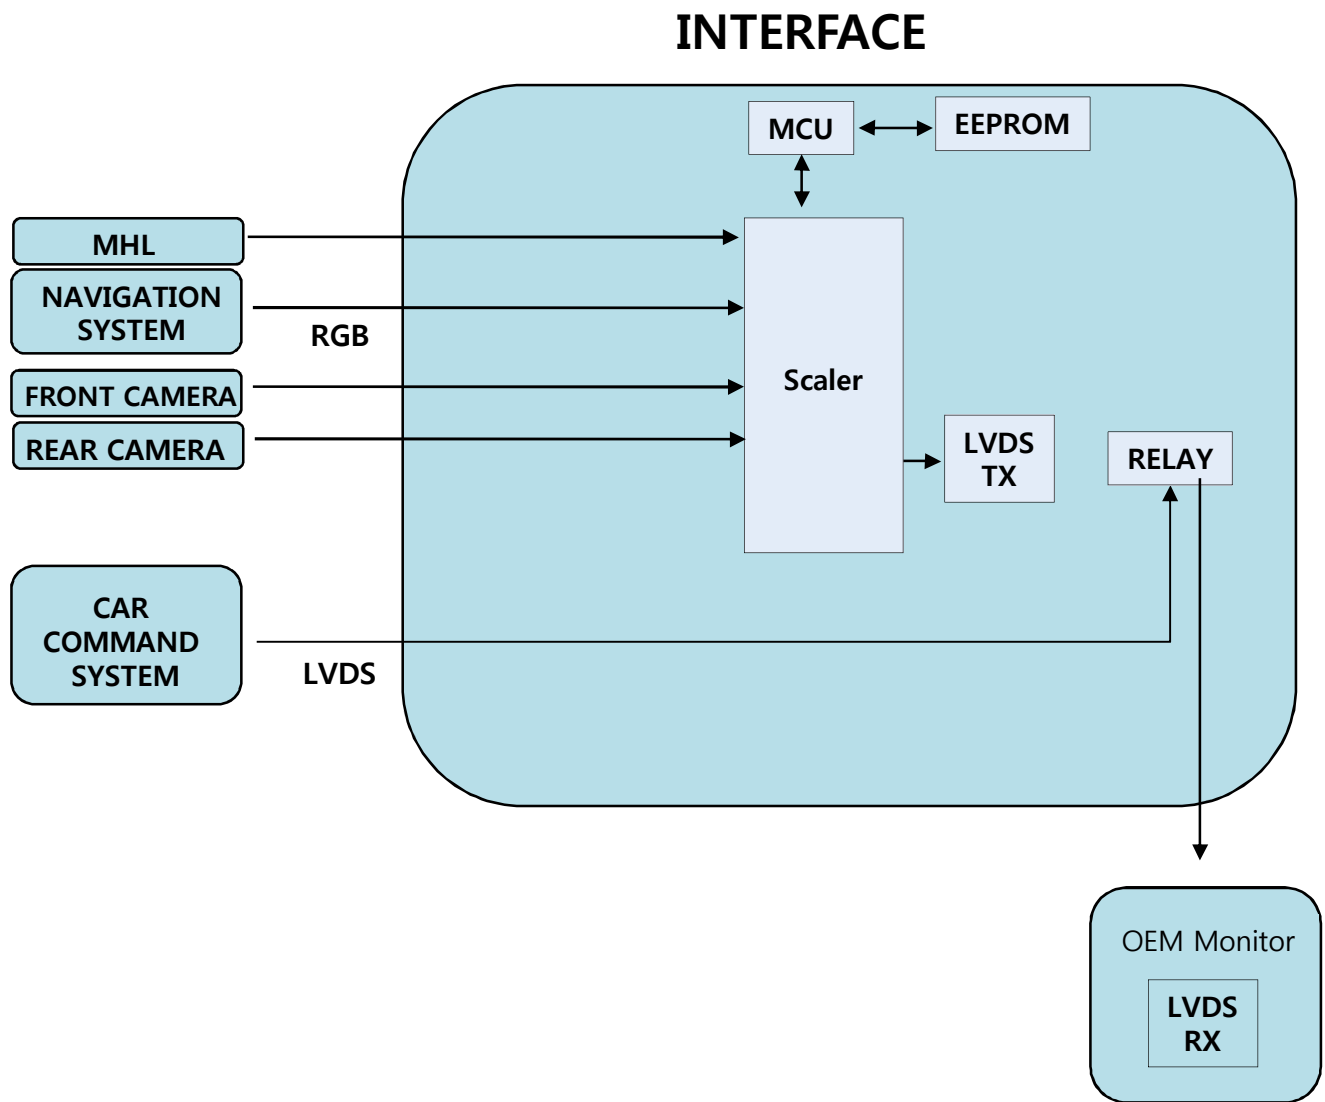 INTERFACE
MCU
EEPROM
MHL
NAVIGATION
SYSTEM
RGB
FRONT CAMERA
REAR CAMERA
Scaler
LVDS
TX
RELAY
CAR
COMMAND
SYSTEM
LVDS
OEM Monitor
LVDS
RX